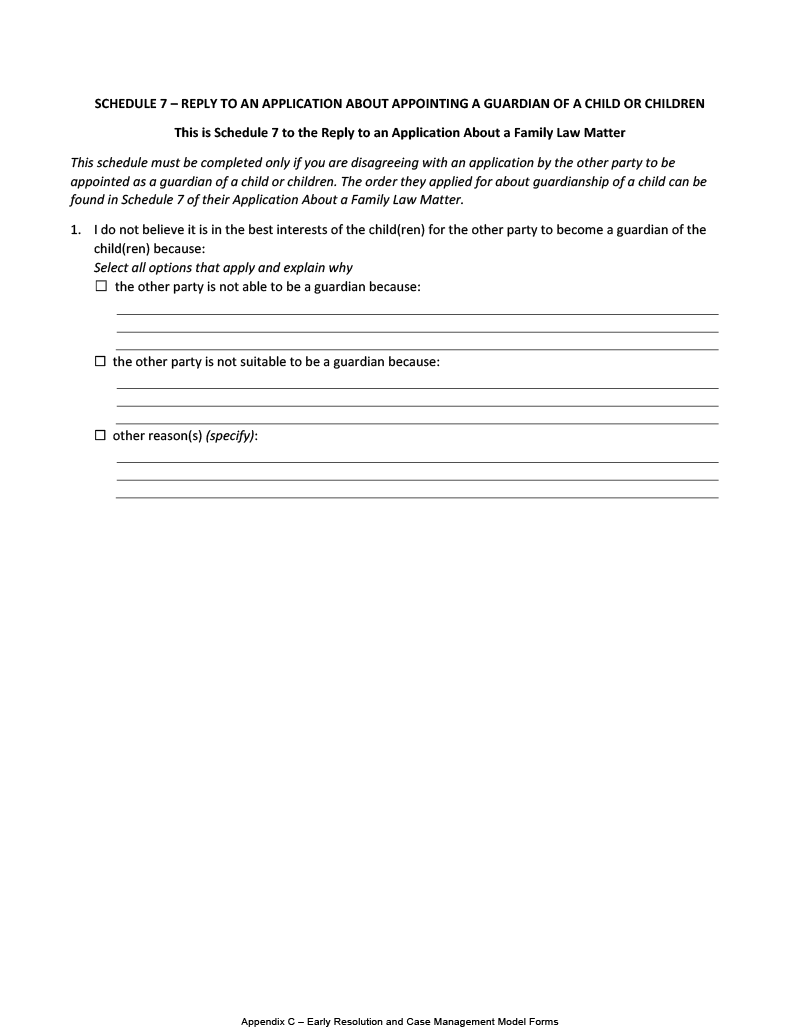 SCHEDULE 7 – REPLY TO AN APPLICATION ABOUT APPOINTING A GUARDIAN OF A CHILD OR CHILDREN
This is Schedule 7 to the Reply to an Application About a Family Law Matter
This schedule must be completed only if you are disagreeing with an application by the other party to be
appointed as a guardian of a child or children. The order they applied for about guardianship of a child can be
found in Schedule 7 of their Application About a Family Law Matter.
1. I do not believe it is in the best interests of the child(ren) for the other party to become a guardian of the
child(ren) because:
Select all options that apply and explain why
☐ the other party is not able to be a guardian because:
☐ the other party is not suitable to be a guardian because:
☐ other reason(s) (specify):
Appendix C – Early Resolution and Case Management Model Forms